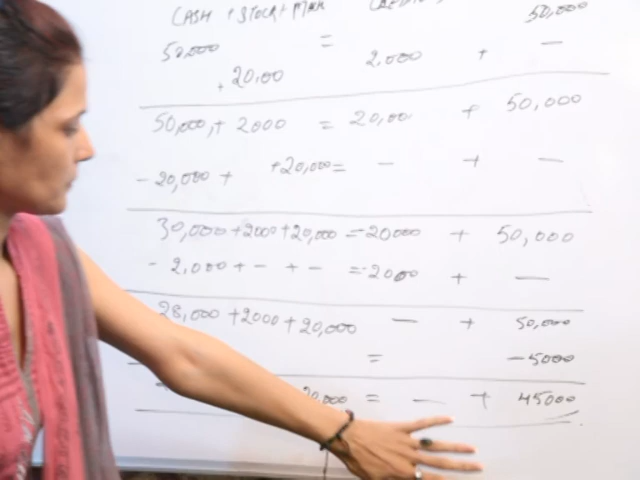 CASH + STOCK +
50,000
50,000 =
2,000 + —
+ 20,00
50,000, + 2000 = 20,00 + 50,000
- 20,000 + +20,000 = — + —
30,000 + 2000 + 20,000 = 20000 + 50,000
- 2,000 + - + - = -2000 + —
28,000 + 2000 + 20,000 — + 50,000
= -5000
20,000 = — + 45000